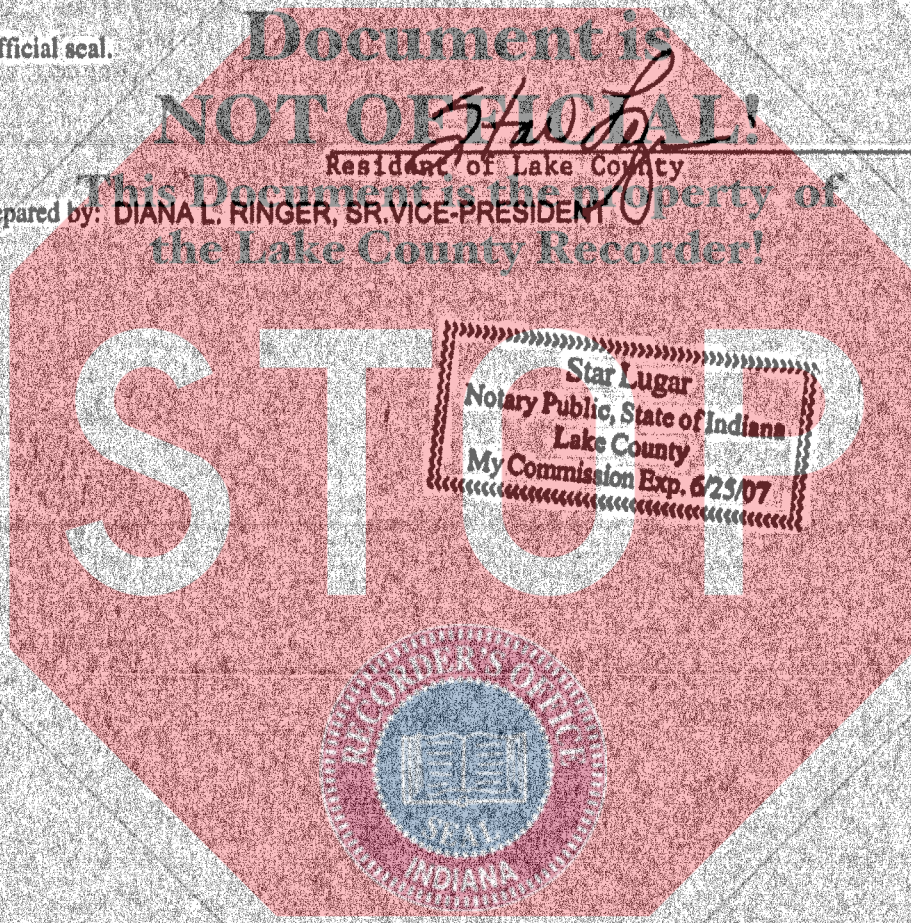 fficial seal.
Document is
NOT OFFICIAL!
Star L
Resident of Lake County
This Document is the property of
epared by: DIANA L. RINGER, SR. VICE-PRESIDENT
the Lake County Recorder!
STOP
Star Lugar
Notary Public, State of Indiana
Lake County
My Commission Exp. 6/25/07
RECORDER'S OFFICE
SEAL
INDIANA